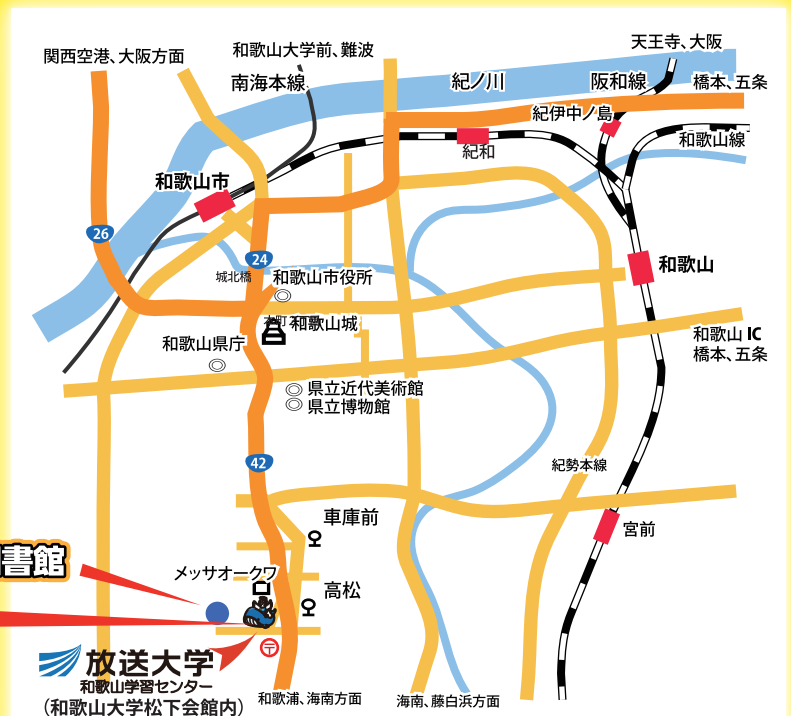 天王寺、大阪
関西空港、大阪方面
和歌山大学前、難波
南海本線
紀ノ川
阪和線
橋本、五条
紀伊中ノ島
和歌山線
紀和
和歌山市
26
24
和歌山
城北橋
和歌山市役所
本町
和歌山城
和歌山県庁
和歌山 IC
橋本、五条
県立近代美術館
県立博物館
42
紀勢本線
車庫前
宮前
書館
メッサオークワ
高松
〒
放送大学
和歌山学習センター
(和歌山大学松下会館内)
和歌浦、海南方面
海南、藤白浜方面